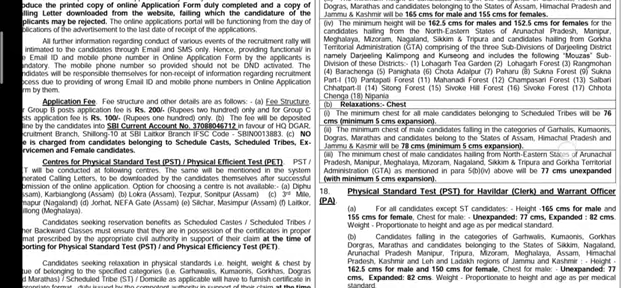 oduce the printed copy of online Application Form duly completed and a copy of
lling Letter downloaded from the website, failing which the candidature of the
plicants may be rejected. The online applications portal will be functioning from the day of
blications of the advertisement to the last date of receipt of the applications.
All further information regarding conduct of various events of the recruitment rally will
intimated to the candidates through Email and SMS only. Hence, providing functional/ in
e Email ID and mobile phone number in Online Application Form by the applicants is
andatory. The mobile phone number so provided should not be DND activated. The
ndidates will be responsible themselves for non-receipt of information regarding recruitment
ocess due to providing of wrong Email ID and mobile phone numbers in Online Application
rm by them.
Application Fee. Fee structure and other details are as follows: - (a) Fee Structure.
r Group B posts application fee is Rs. 200/- (Rupees two hundred) only and for Group C
sts application fee is Rs. 100/- (Rupees one hundred) only. (b) The fee will be deposited
line by the candidates into SBI Current Account No. 37088046712 in favour of HQ DGAR,
cruitment Branch, Shillong-10 at SBI Laitkor Branch IFSC Code - SBIN0013883. (c) No
e is charged from candidates belonging to Schedule Casts, Scheduled Tribes, Ex-
rvicemen and Female candidates.
Centres for Physical Standard Test (PST) / Physical Efficient Test (PET). PST /
T will be conducted at following centres. The same will be mentioned in the system
nerated Calling Letters, to be downloaded by the candidates themselves after successful
bmission of the online application. Option for choosing a centre is not available:- (a) Diphu
ssam), Karbianglong (Assam) (b) Lokra (Assam), Tezpur, Sonitpur (Assam) (c) 3rd Mile,
mapur (Nagaland) (d) Jorhat, NEFA Gate (Assam) (e) Silchar, Masimpur (Assam) (f) Laitkor,
illong (Meghalaya).
Candidates seeking reservation benefits as Scheduled Castes / Scheduled Tribes /
her Backward Classes must ensure that they are in possession of the certificates in proper
mat prescribed by the appropriate civil authority in support of their claim at the time of
porting for Physical Standard Test (PST) / and Physical Efficiency Test (PET).
Candidates seeking relaxation in physical standards i.e. height, weight & chest by
tue of belonging to the specified categories (i.e. Garhwalis, Kumaonis, Gorkhas, Dogras
d Marathas) / Scheduled Tribe (ST) / Domicile as applicable will have to furnish certificate in
Dogras, Marathas and candidates belonging to the States of Assam, Himachal Pradesh and
Jammu & Kashmir will be 165 cms for male and 155 cms for females.
(iv) The minimum height will be 162.5 cms for males and 152.5 cms for females for the
candidates hailing from the North-Eastern States of Arunachal Pradesh, Manipur,
Meghalaya, Mizoram, Nagaland, Sikkim & Tripura and candidates hailing from Gorkha
Territorial Administration (GTA) comprising of the three Sub-Divisions of Darjeeling District
namely Darjeeling Kalimpong and Kurseong and includes the following "Mouzas" Sub-
Division of these Districts:- (1) Lohagarh Tea Garden (2) Lohagarh Forest (3) Rangmohan
(4) Barachenga (5) Panighata (6) Chota Adalpur (7) Paharu (8) Sukna Forest (9) Sukna
Part-I (10) Pantapati Forest (11) Mahanadi Forest (12) Champasari Forest (13) Salbari
Chhatpart-II (14) Sitong Forest (15) Sivoke Hill Forest (16) Sivoke Forest (17) Chhota
Chenga (18) Nipania
(b) Relaxations:- Chest
(i) The minimum chest for all male candidates belonging to Scheduled Tribes will be 76
cms (minimum 5 cms expansion).
(ii) The minimum chest of male candidates falling in the categories of Garhalis, Kumaonis,
Dogras, Marathas and candidates belong to the States of Assam, Himachal Pradesh and
Jammu & Kasmir will be 78 cms (minimum 5 cms expansion).
(iii) The minimum chest of male candidates hailing from North-Eastern States of Arunachal
Pradesh, Manipur, Meghalaya, Mizoram, Nagaland, Sikkim & Tripura and Gorkha Territorial
Administration (GTA) as mentioned in para 5(b)(iv) above will be 77 cms unexpanded
(with minimum 5 cms expansion).
18. Physical Standard Test (PST) for Havildar (Clerk) and Warrant Officer
(PA).
(a) For all candidates except ST candidates: - Height -165 cms for male and
155 cms for female, Chest for male: - Unexpanded: 77 cms, Expanded : 82 cms.
Weight - Proportionate to height and age as per medical standard.
(b) Candidates falling in the categories of Garhwalis, Kumaonis, Gorkhas
Dorgras, Marathas and candidates belonging to the States of Sikkim, Nagaland,
Arunachal Pradesh Manipur, Tripura, Mizoram, Meghalaya, Assam, Himachal
Pradesh, Kashmir and Leh and Ladakh regions of Jammu and Kashmir : - Height -
162.5 cms for male and 150 cms for female, Chest for male: - Unexpanded: 77
cms, Expanded: 82 cms. Weight - Proportionate to height and age as per medical
standard.